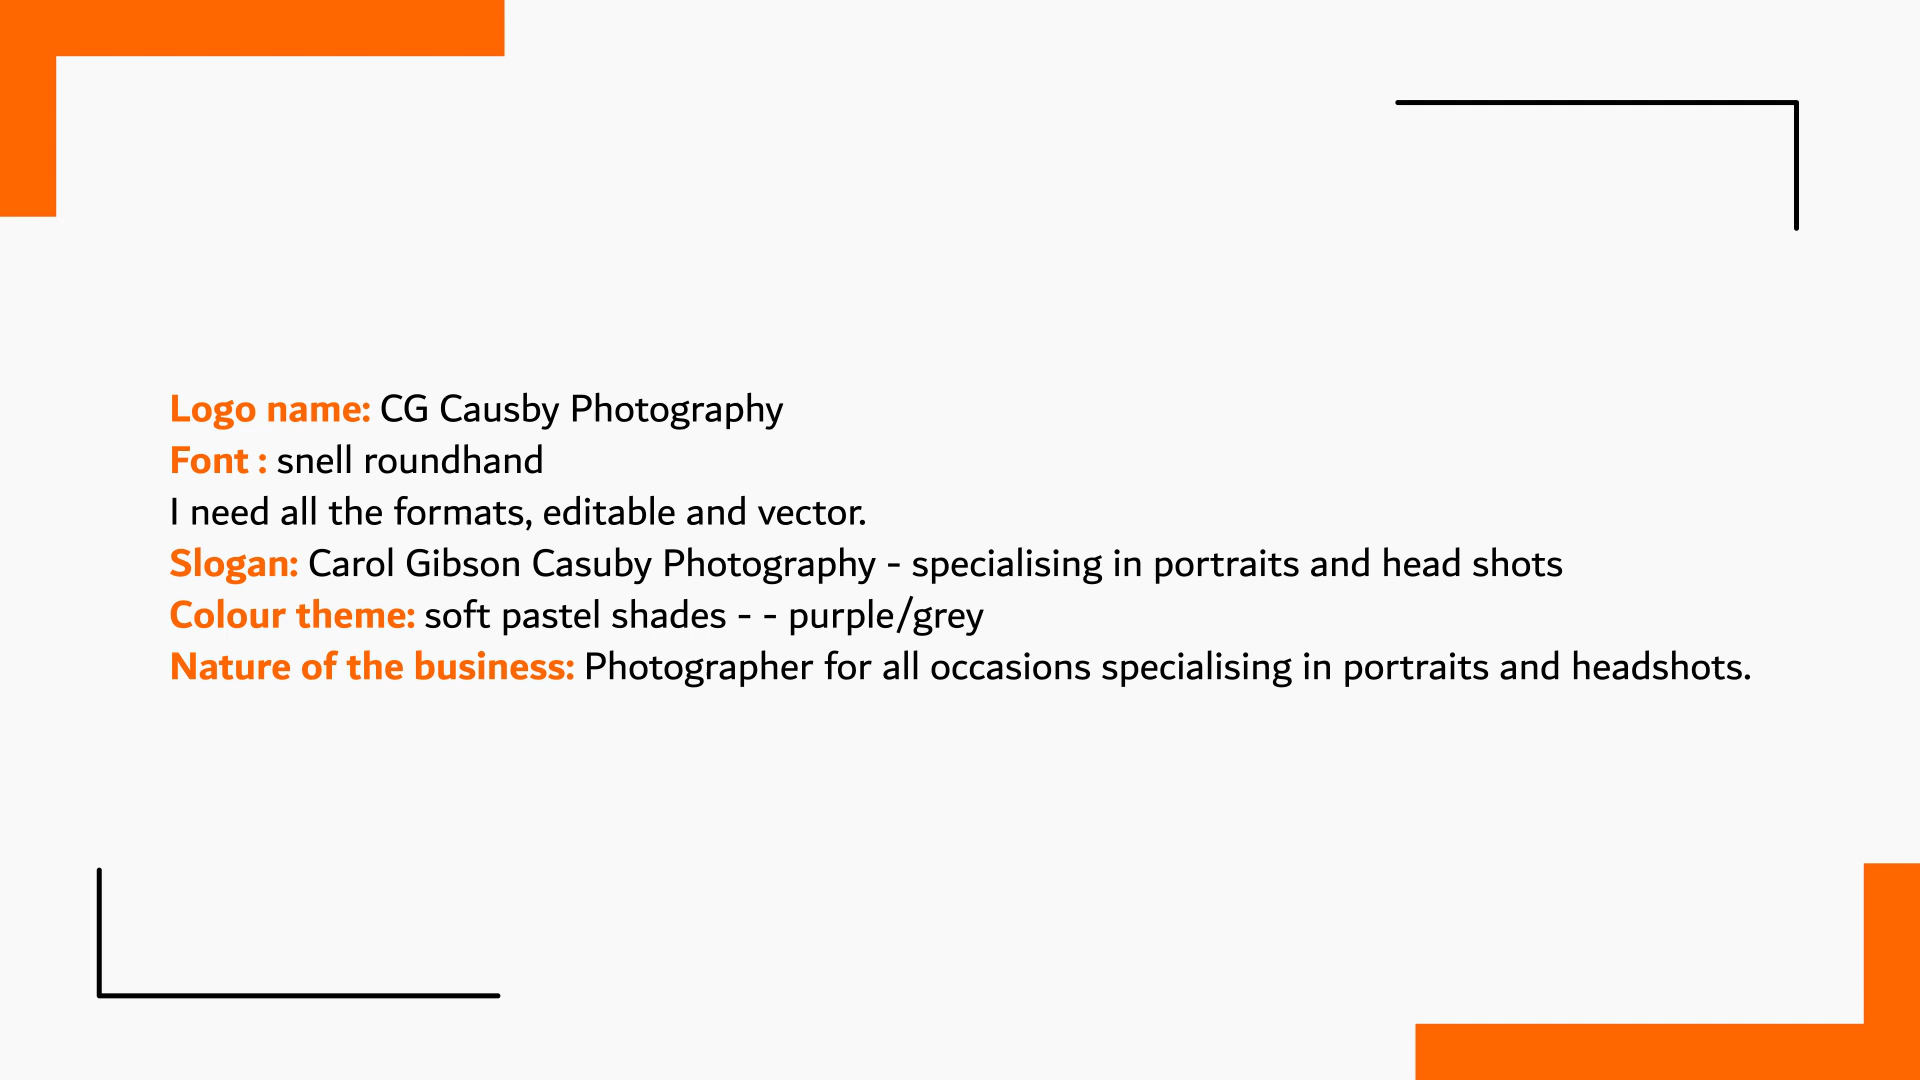 Logo name: CG Causby Photography
Font : snell roundhand
I need all the formats, editable and vector.
Slogan: Carol Gibson Casuby Photography - specialising in portraits and head shots
Colour theme: soft pastel shades - - purple/grey
Nature of the business: Photographer for all occasions specialising in portraits and headshots.